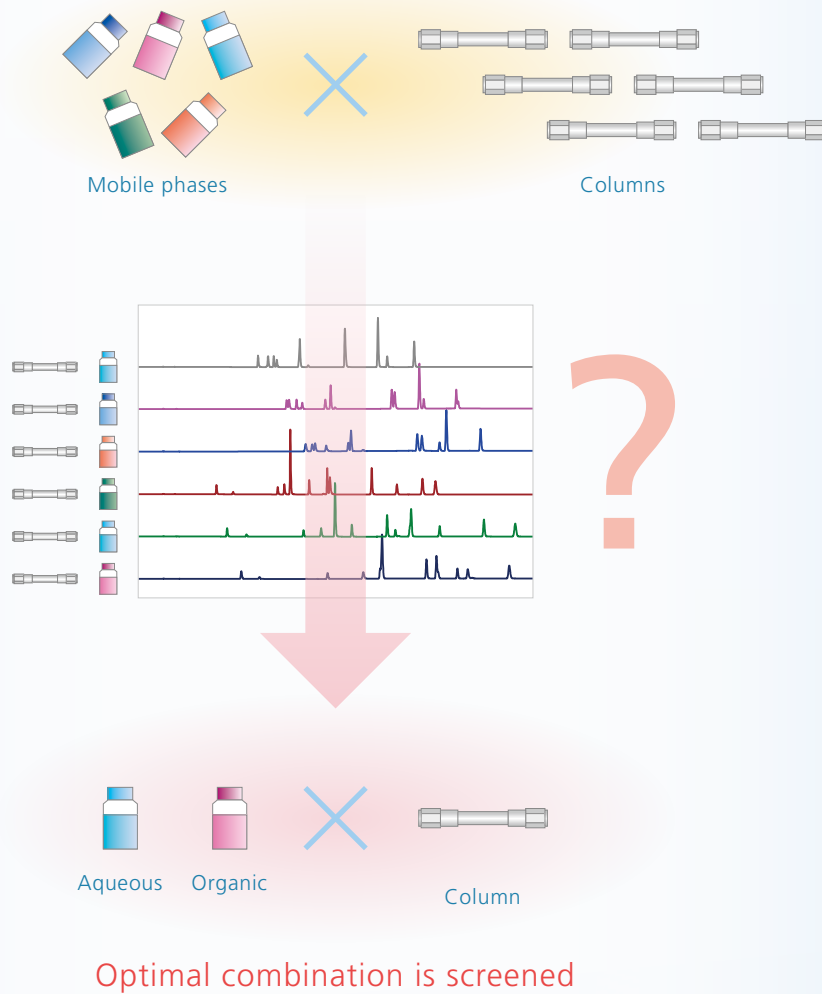 Mobile phases
Columns
?
Aqueous
Organic
Column
Optimal combination is screened